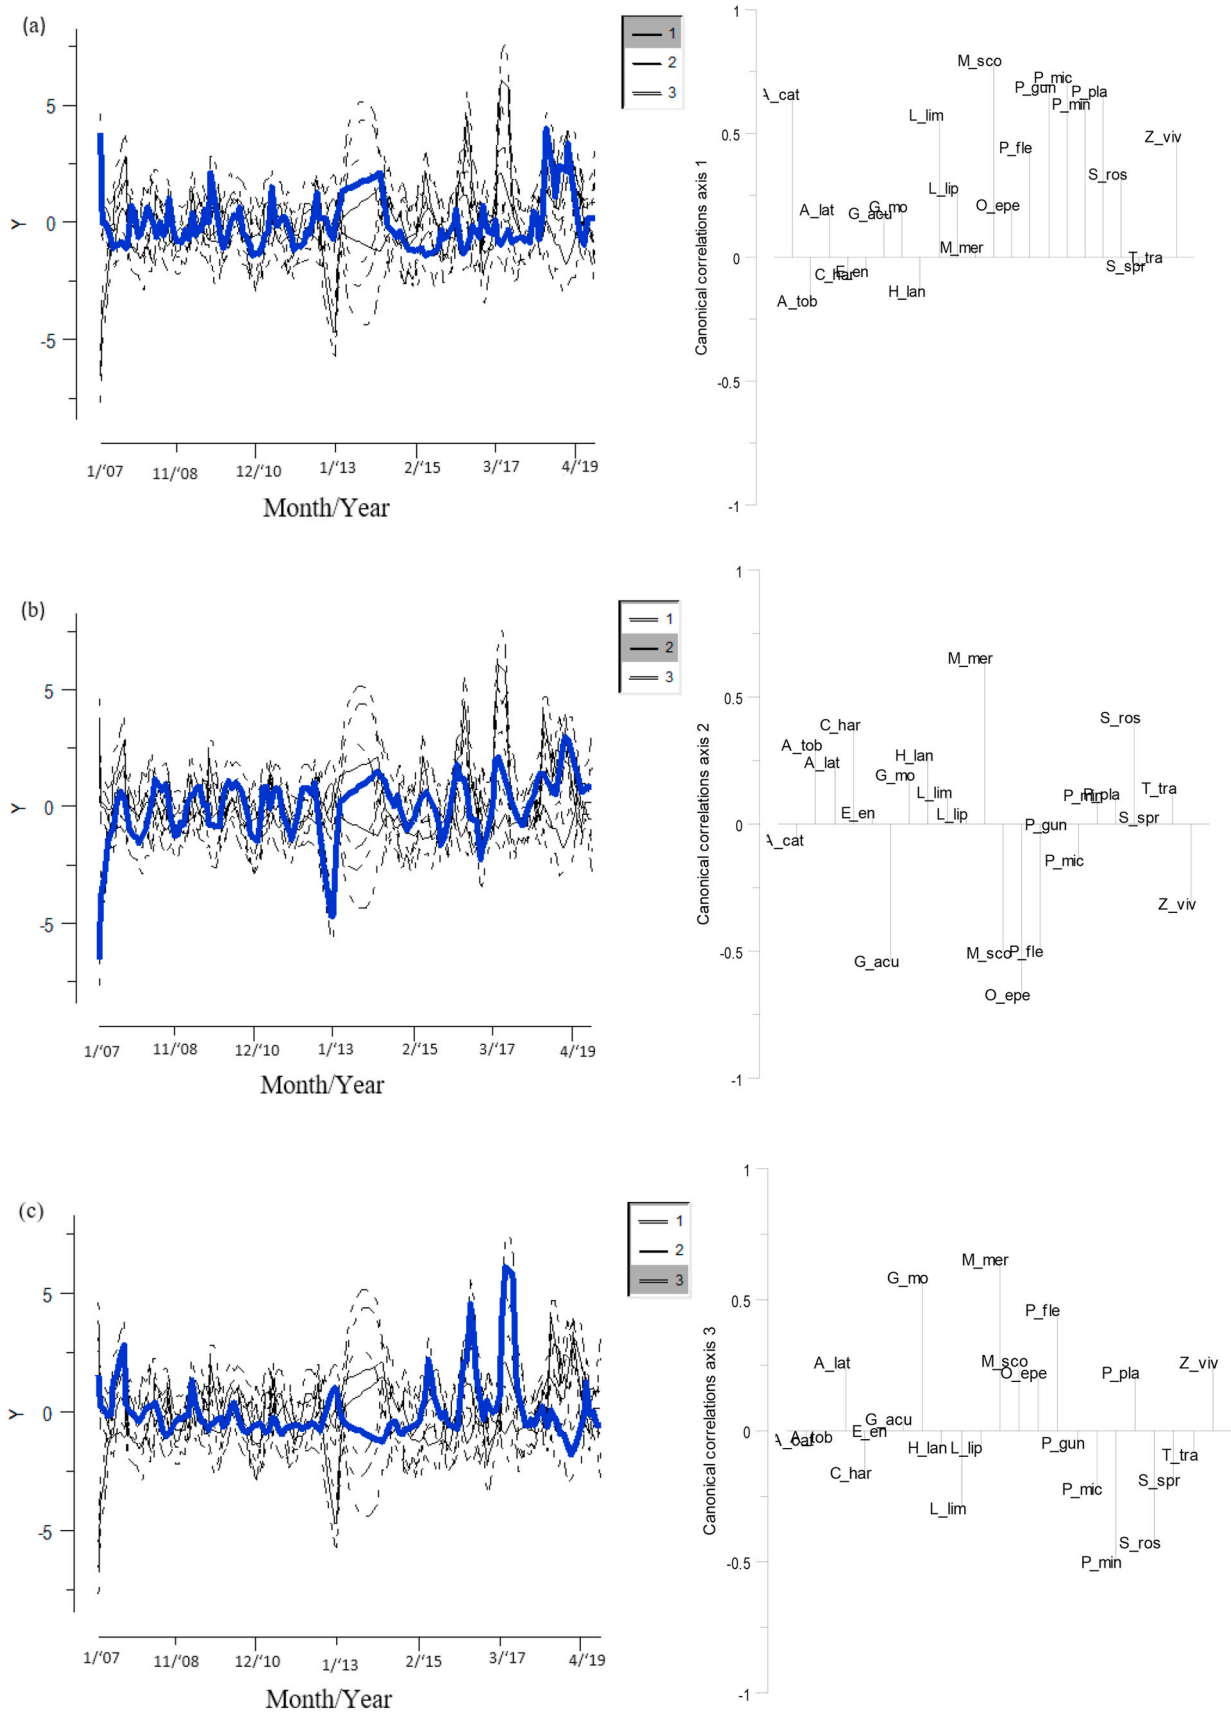 (a)
1
2
3
5
0
-5
Y
1/'07 11/'08 12/'10 1/'13 2/'15 3/'17 4/'19
Month/Year
Canonical correlations axis 1
1
0.5
0
-0.5
-1
M_sco
P_mic
P_gun
A_cat
P_pla
P_min
L_lim
Z_viv
P_fle
S_ros
L_lip
A_lat
G_mo
G_acu
O_epe
M_mer
T_tra
S_spr
C_har
E_en
H_lan
A_tob
(b)
1
2
3
5
0
-5
Y
1/'07 11/'08 12/'10 1/'13 2/'15 3/'17 4/'19
Month/Year
Canonical correlations axis 2
1
0.5
0
-0.5
-1
M_mer
S_ros
C_har
A_tob
A_lat
H_lan
G_mo
L_lim
P_min
P_pla
T_tra
E_en
L_lip
S_spr
P_gun
A_cat
P_mic
Z_viv
G_acu
M_sco
P_fle
O_epe
(c)
1
2
3
5
0
-5
Y
1/'07 11/'08 12/'10 1/'13 2/'15 3/'17 4/'19
Month/Year
Canonical correlations axis 3
1
0.5
0
-0.5
-1
M_mer
G_mo
P_fle
A_lat
M_sco
O_epe
P_pla
Z_viv
G_acu
E_en
A_cat
A_tob
H_lan
L_lip
P_gun
T_tra
C_har
S_spr
P_mic
L_lim
S_ros
P_min